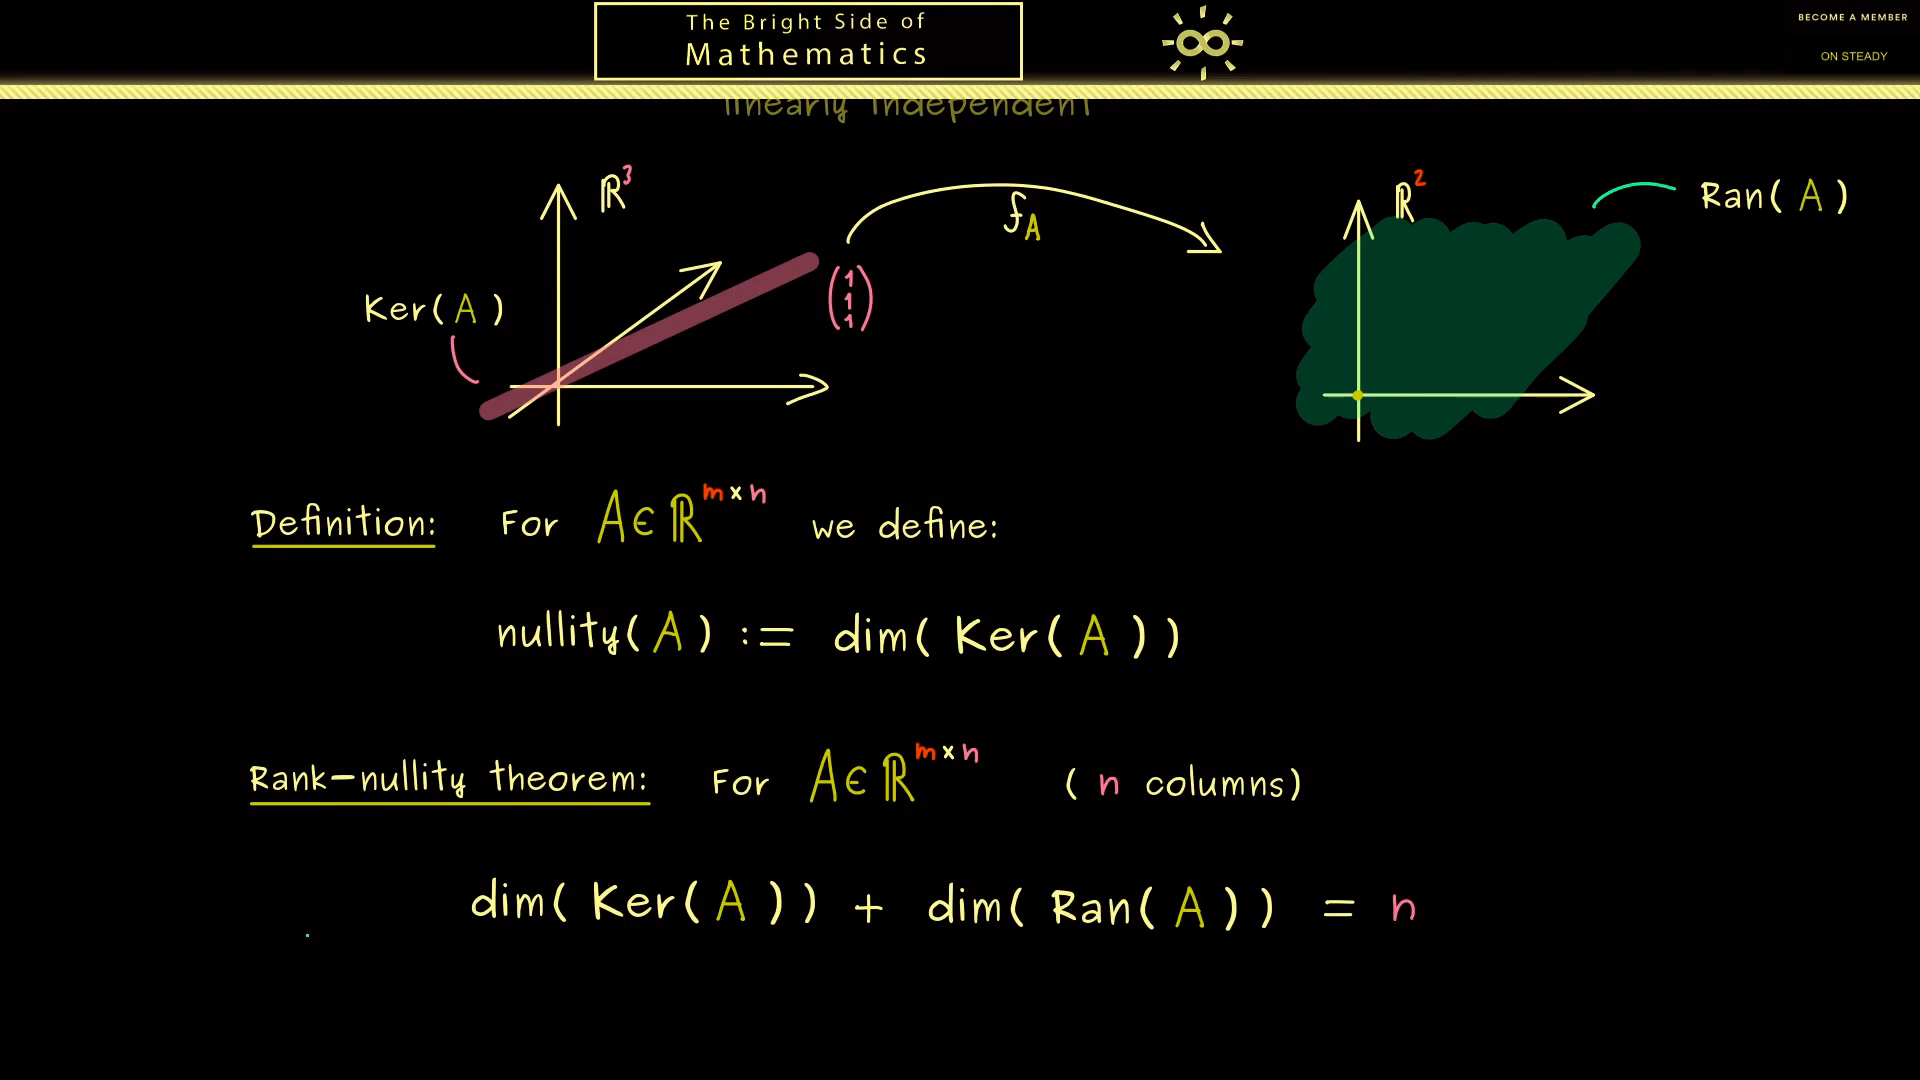 The Bright Side of
Mathematics
BECOME A MEMBER
ON STEADY
linearly independent
ℝ³
f_A
ℝ²
Ran(A)
Ker(A)
(1
1
1)
Definition: For A∈ℝ^{m×n} we define:
nullity(A) := dim(Ker(A))
Rank-nullity theorem: For A∈ℝ^{m×n} (n columns)
dim(Ker(A)) + dim(Ran(A)) = n